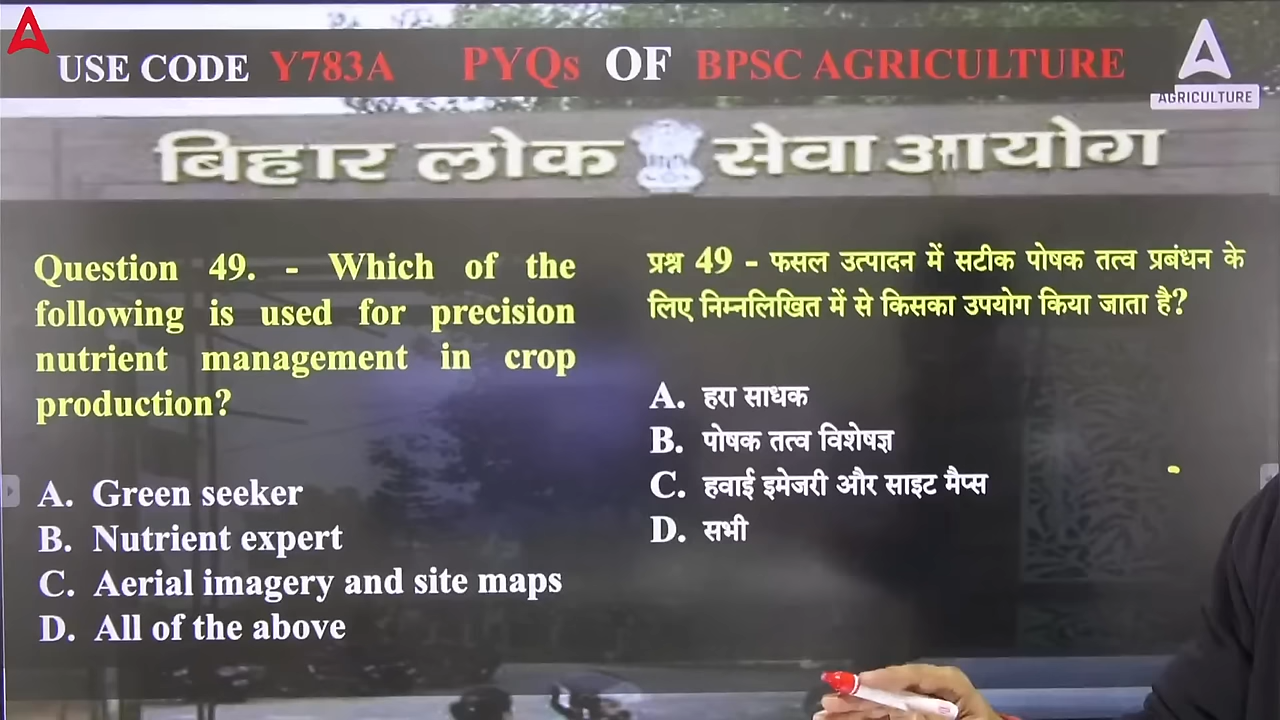 USE CODE Y783A PYQs OF BPSC AGRICULTURE
AGRICULTURE
बिहार लोक सेवा आयोग
Question 49. - Which of the
following is used for precision
nutrient management in crop
production?
A. Green seeker
B. Nutrient expert
C. Aerial imagery and site maps
D. All of the above
प्रश्न 49 - फसल उत्पादन में सटीक पोषक तत्व प्रबंधन के
लिए निम्नलिखित में से किसका उपयोग किया जाता है?
A. हरा साधक
B. पोषक तत्व विशेषज्ञ
C. हवाई इमेजरी और साइट मैप्स
D. सभी